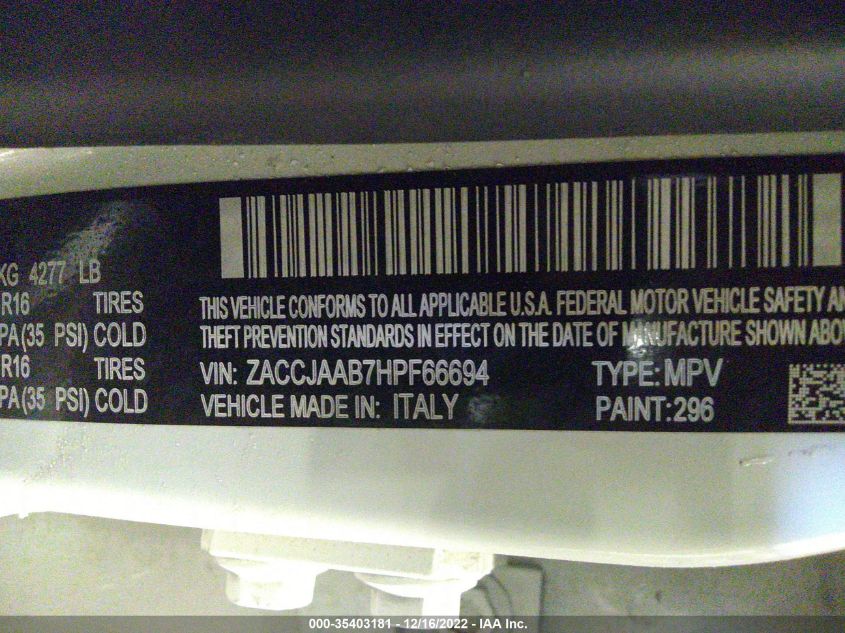 KG 4277 LB
R16 TIRES
PA (35 PSI) COLD
R16 TIRES
PA (35 PSI) COLD
THIS VEHICLE CONFORMS TO ALL APPLICABLE U.S.A. FEDERAL MOTOR VEHICLE SAFETY AN
THEFT PREVENTION STANDARDS IN EFFECT ON THE DATE OF MANUFACTURE SHOWN ABOV
VIN: ZACCJAAB7HPF66694 TYPE: MPV
VEHICLE MADE IN: ITALY PAINT: 296
000-35403181 - 12/16/2022 - IAA Inc.